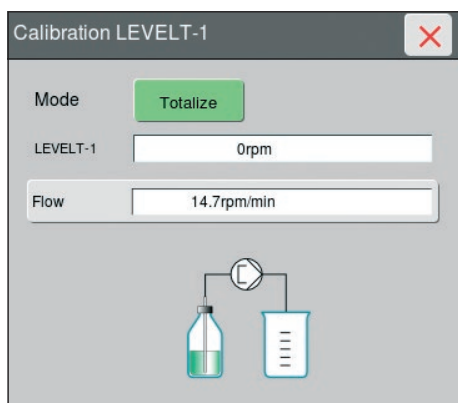 Calibration LEVELT-1
Mode Totalize
LEVELT-1 0rpm
Flow 14.7rpm/min